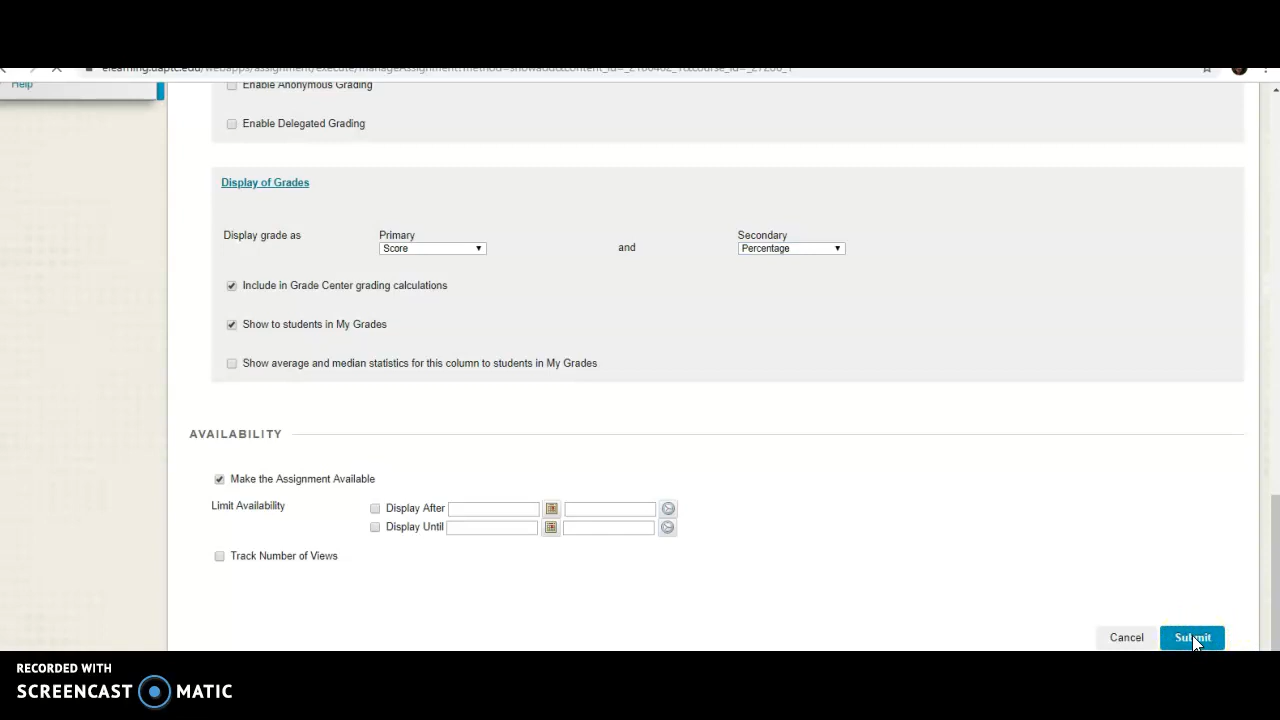 Help
Enable Anonymous Grading
Enable Delegated Grading
Display of Grades
Display grade as
Primary
Secondary
Score
and
Percentage
Include in Grade Center grading calculations
Show to students in My Grades
Show average and median statistics for this column to students in My Grades
AVAILABILITY
Make the Assignment Available
Limit Availability
Display After
Display Until
Track Number of Views
Cancel
Submit
RECORDED WITH
SCREENCAST MATIC